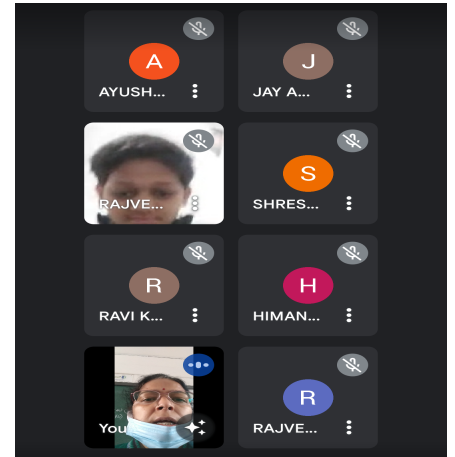 A
AYUSH...
J
JAY A...
RAJVE...
S
SHRES...
R
RAVI K...
H
HIMAN...
You
R
RAJVE...